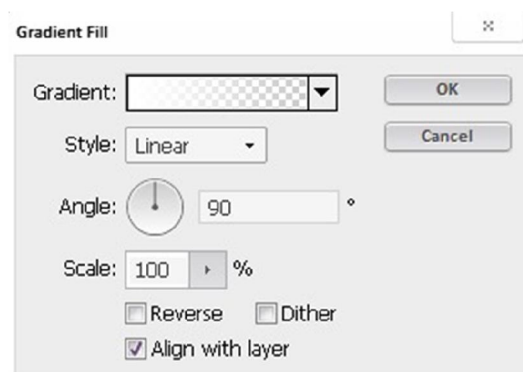 Gradient Fill
Gradient: OK
Style: Linear Cancel
Angle: 90 °
Scale: 100 %
Reverse Dither
Align with layer